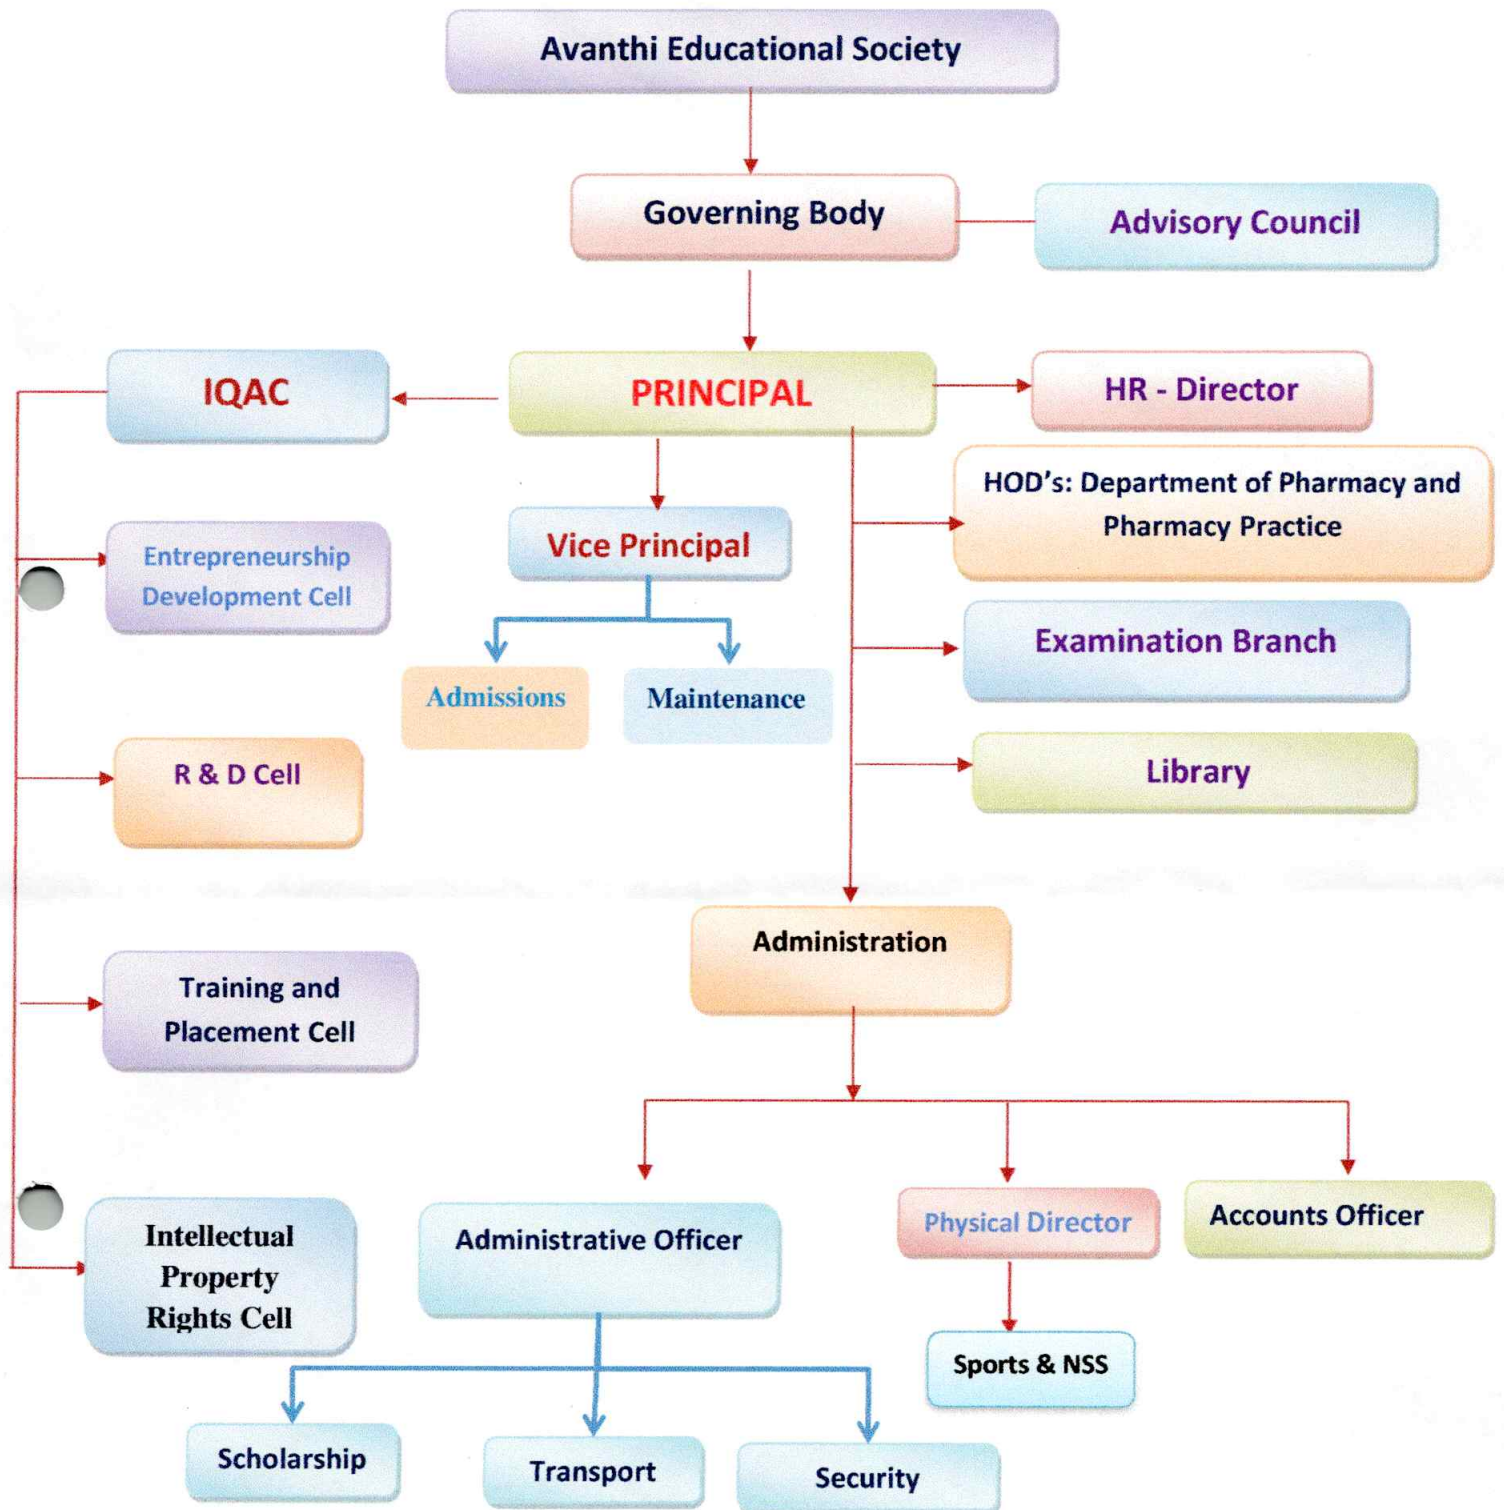 Avanthi Educational Society
Governing Body
Advisory Council
IQAC
PRINCIPAL
HR - Director
HOD's: Department of Pharmacy and
Pharmacy Practice
Entrepreneurship
Development Cell
Vice Principal
Examination Branch
Admissions
Maintenance
R & D Cell
Library
Administration
Training and
Placement Cell
Intellectual
Property
Rights Cell
Administrative Officer
Physical Director
Accounts Officer
Sports & NSS
Scholarship
Transport
Security